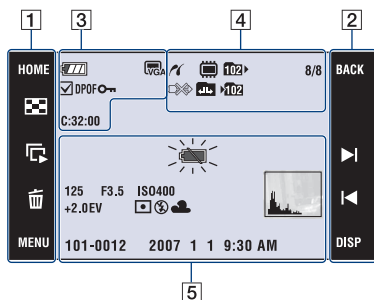 1
3
4
2
HOME
VGA
102
8/8
BACK
DPOF
102
C:32:00
125 F3.5 ISO400
+2.0EV
MENU
101-0012 2007 1 1 9:30 AM
DISP
5